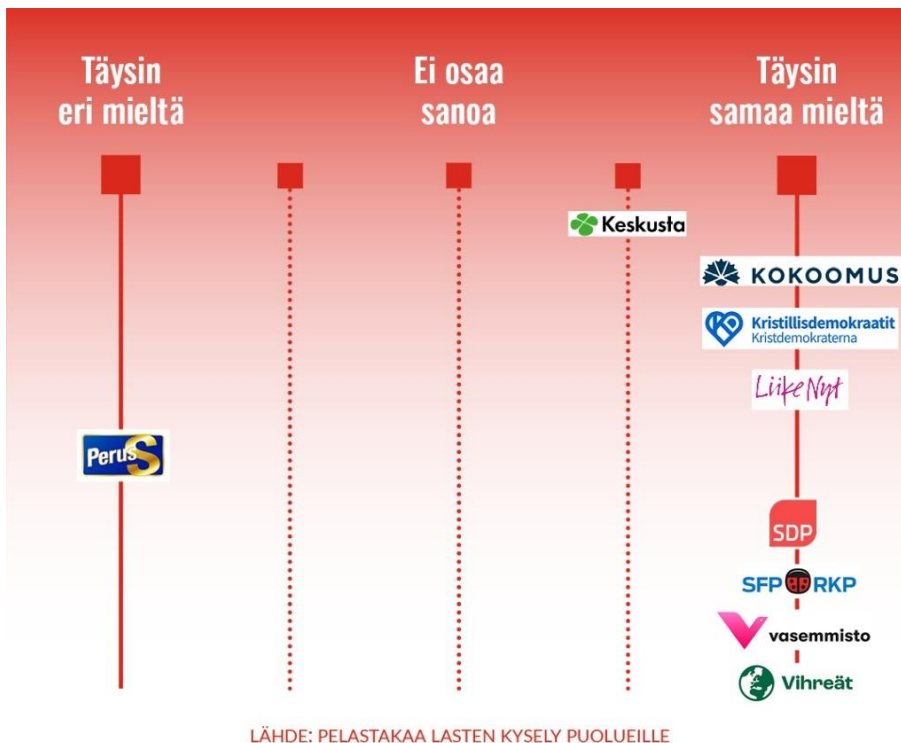 Täysin
eri mieltä
Ei osaa
sanoa
Täysin
samaa mieltä
Keskusta
KOKOOMUS
KD
Kristillisdemokraatit
Kristdemokraterna
Liike Nyt
PerusS
SDP
SFP RKP
vasemmisto
Vihreät
LÄHDE: PELASTAKAA LASTEN KYSELY PUOLUEILLE